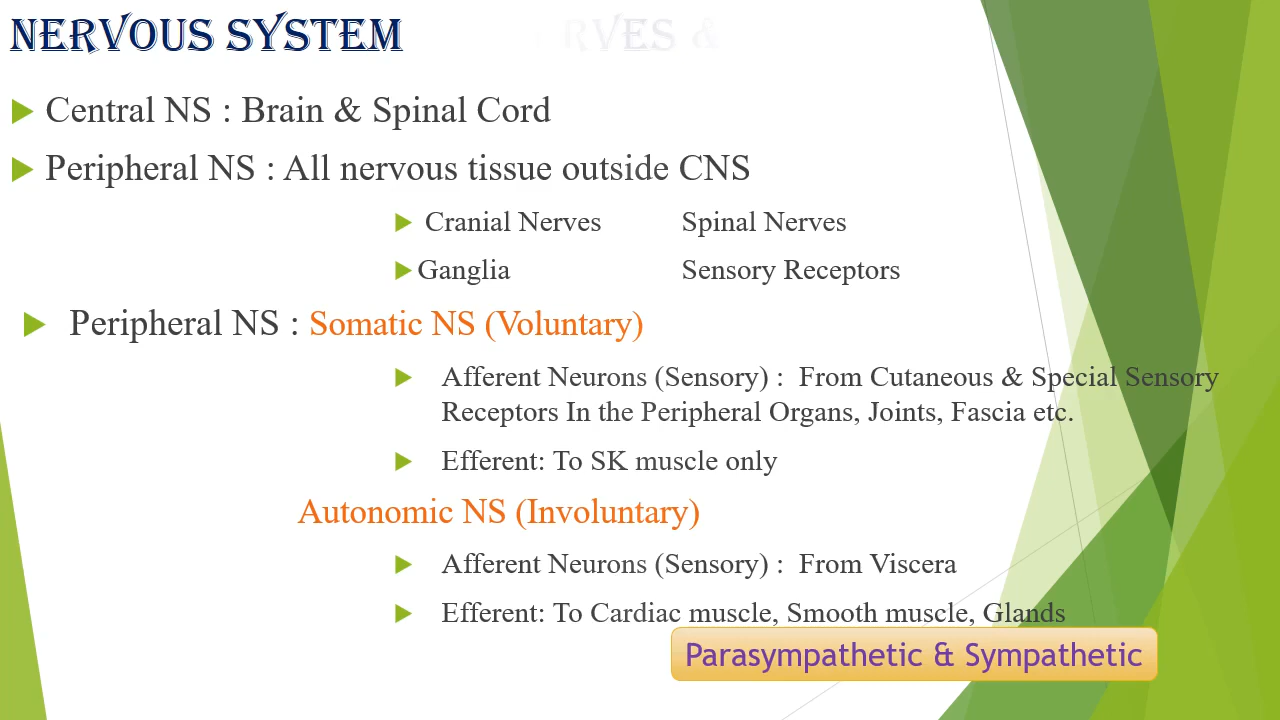 NERVOUS SYSTEM RVES &
Central NS : Brain & Spinal Cord
Peripheral NS : All nervous tissue outside CNS
Cranial Nerves Spinal Nerves
Ganglia Sensory Receptors
Peripheral NS : Somatic NS (Voluntary)
Afferent Neurons (Sensory) : From Cutaneous & Special Sensory
Receptors In the Peripheral Organs, Joints, Fascia etc.
Efferent: To SK muscle only
Autonomic NS (Involuntary)
Afferent Neurons (Sensory) : From Viscera
Efferent: To Cardiac muscle, Smooth muscle, Glands
Parasympathetic & Sympathetic